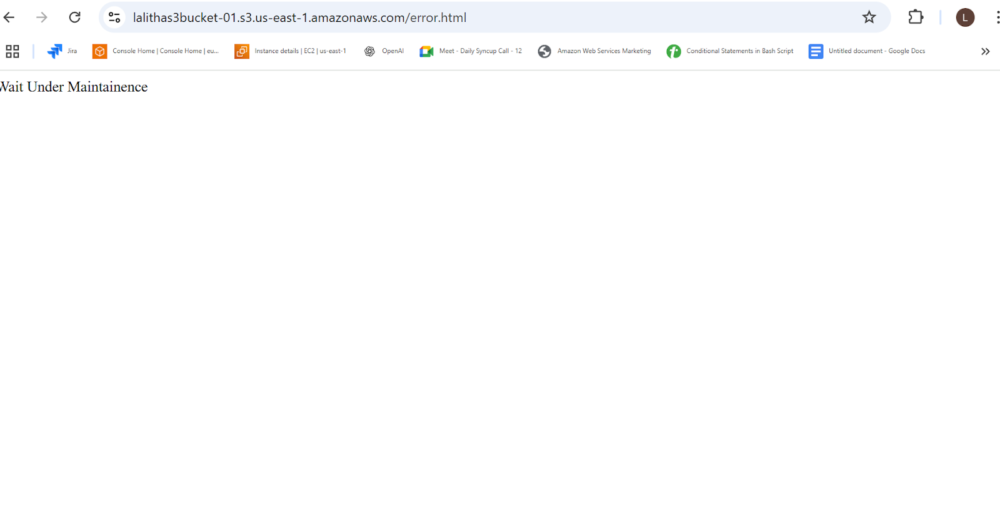 lalithas3bucket-01.s3.us-east-1.amazonaws.com/error.html
L
Jira
Console Home | Console Home | eu...
Instance details | EC2 | us-east-1
OpenAI
Meet - Daily Syncup Call - 12
Amazon Web Services Marketing
Conditional Statements in Bash Script
Untitled document - Google Docs
Wait Under Maintainence